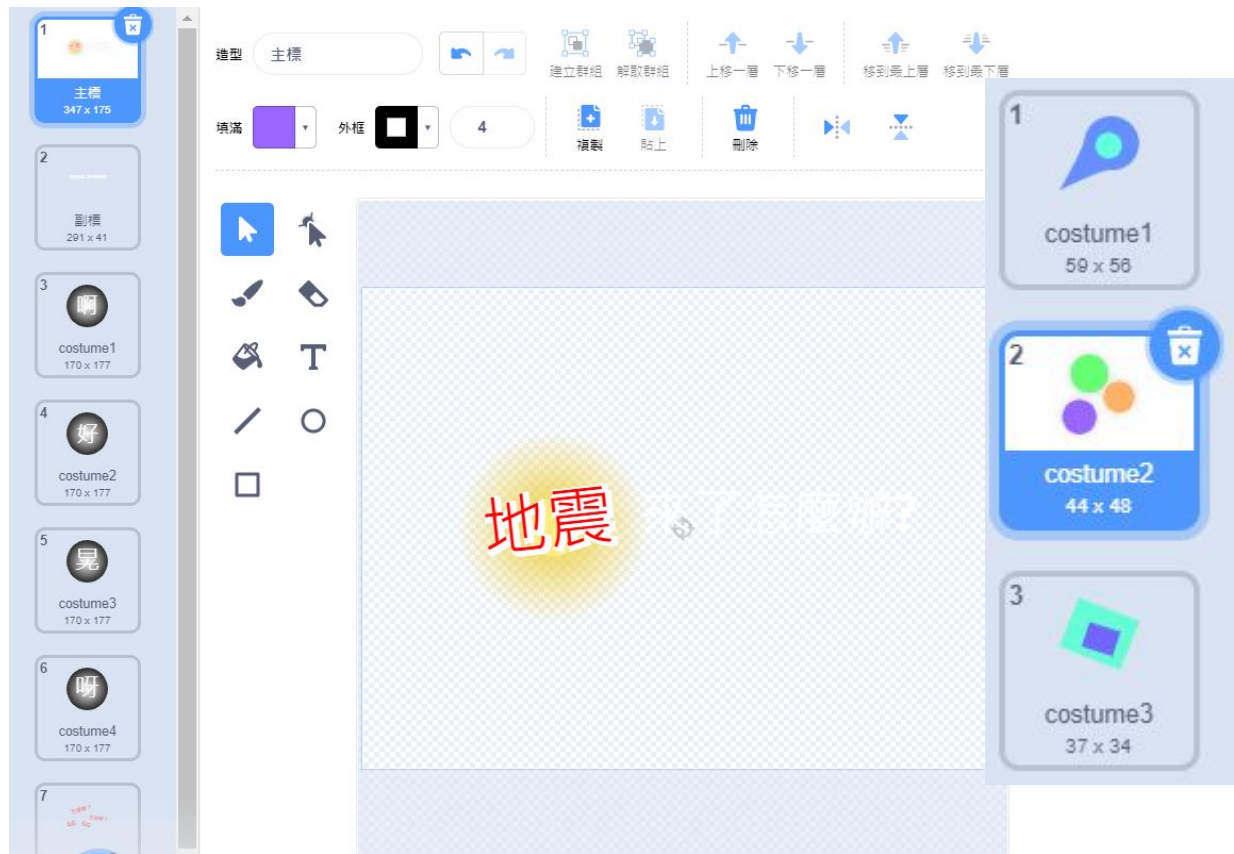 1
主標
347 x 175
2
副標
291 x 41
3
啊
costume1
170 x 177
4
好
costume2
170 x 177
5
晃
costume3
170 x 177
6
呀
costume4
170 x 177
7
造型 主標
建立群組 解散群組 上移一層 下移一層 移到最上層 移到最下層
填滿 外框 4 複製 貼上 刪除
T
地震
1
costume1
59 x 56
2
costume2
44 x 48
3
costume3
37 x 34